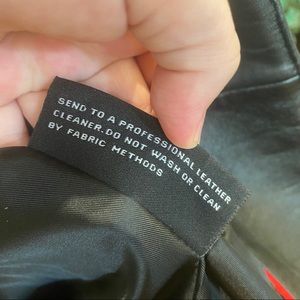 SEND TO A PROFESSIONAL LEATHER
CLEANER.DO NOT WASH OR CLEAN
BY FABRIC METHODS